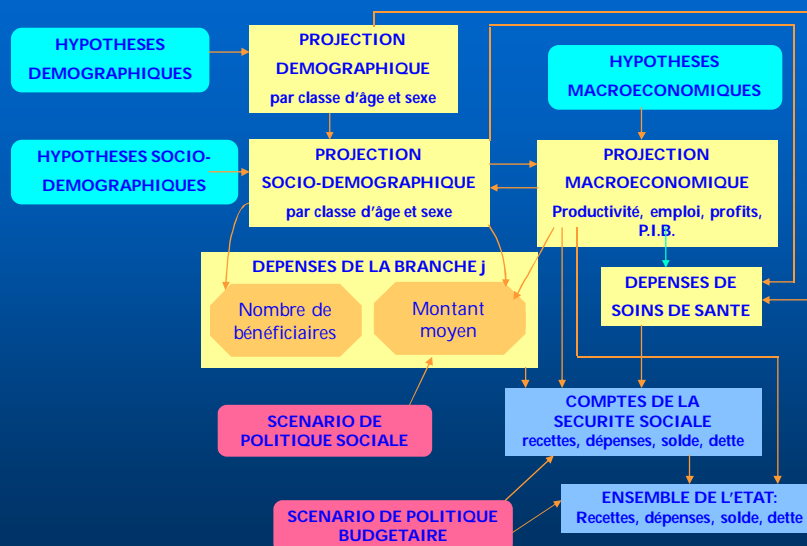 HYPOTHESES
DEMOGRAPHIQUES
PROJECTION
DEMOGRAPHIQUE
par classe d'âge et sexe
HYPOTHESES
MACROECONOMIQUES
HYPOTHESES SOCIO-
DEMOGRAPHIQUES
PROJECTION
SOCIO-DEMOGRAPHIQUE
par classe d'âge et sexe
PROJECTION
MACROECONOMIQUE
Productivité, emploi, profits,
P.I.B.
DEPENSES DE LA BRANCHE j
Nombre de
bénéficiaires
Montant
moyen
DEPENSES DE
SOINS DE SANTE
SCENARIO DE
POLITIQUE SOCIALE
COMPTES DE LA
SECURITE SOCIALE
recettes, dépenses, solde, dette
SCENARIO DE POLITIQUE
BUDGETAIRE
ENSEMBLE DE L'ETAT:
Recettes, dépenses, solde, dette